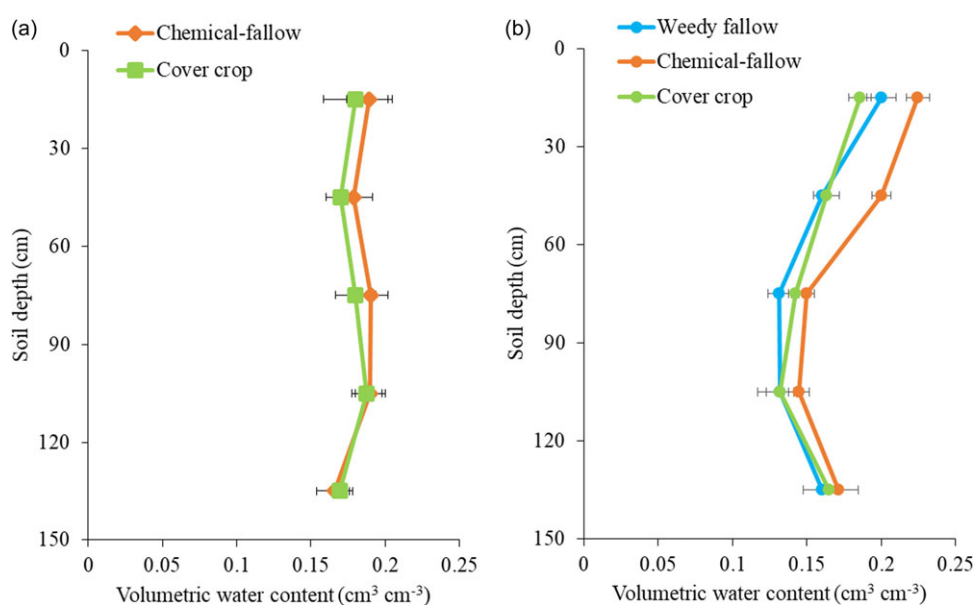 (a)
Chemical-fallow
Cover crop
0
30
60
90
120
150
Soil depth (cm)
0
0.05
0.1
0.15
0.2
0.25
Volumetric water content (cm³ cm⁻³)
(b)
Weedy fallow
Chemical-fallow
Cover crop
0
30
60
90
120
150
Soil depth (cm)
0
0.05
0.1
0.15
0.2
0.25
Volumetric water content (cm³ cm⁻³)